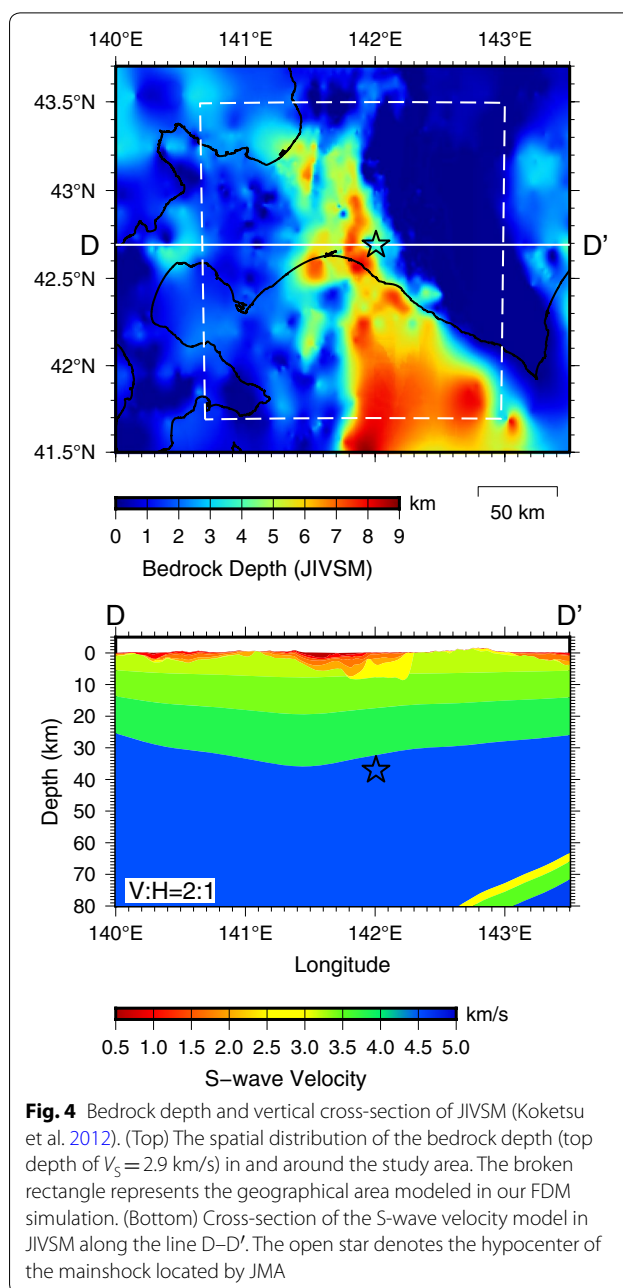 140°E 141°E 142°E 143°E
43.5°N
43°N
D D'
42.5°N
42°N
41.5°N
km
0 1 2 3 4 5 6 7 8 9
50 km
Bedrock Depth (JIVSM)
D D'
0
10
20
30
40
50
60
70
80
Depth (km)
V:H=2:1
140°E 141°E 142°E 143°E
Longitude
km/s
0.5 1.0 1.5 2.0 2.5 3.0 3.5 4.0 4.5 5.0
S−wave Velocity
Fig. 4 Bedrock depth and vertical cross-section of JIVSM (Koketsu
et al. 2012). (Top) The spatial distribution of the bedrock depth (top
depth of VS = 2.9 km/s) in and around the study area. The broken
rectangle represents the geographical area modeled in our FDM
simulation. (Bottom) Cross-section of the S-wave velocity model in
JIVSM along the line D–D′. The open star denotes the hypocenter of
the mainshock located by JMA